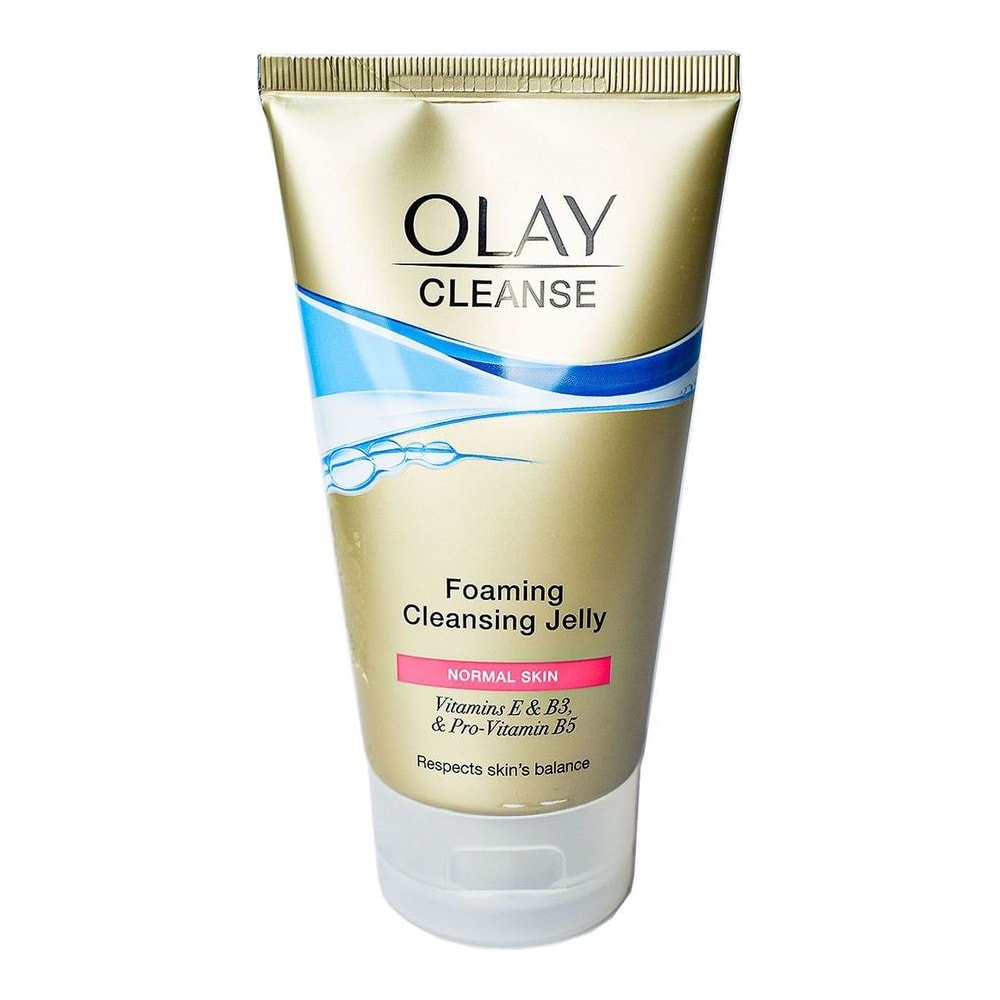 OLAY
CLEANSE
Foaming
Cleansing Jelly
NORMAL SKIN
Vitamins E & B3,
& Pro-Vitamin B5
Respects skin's balance